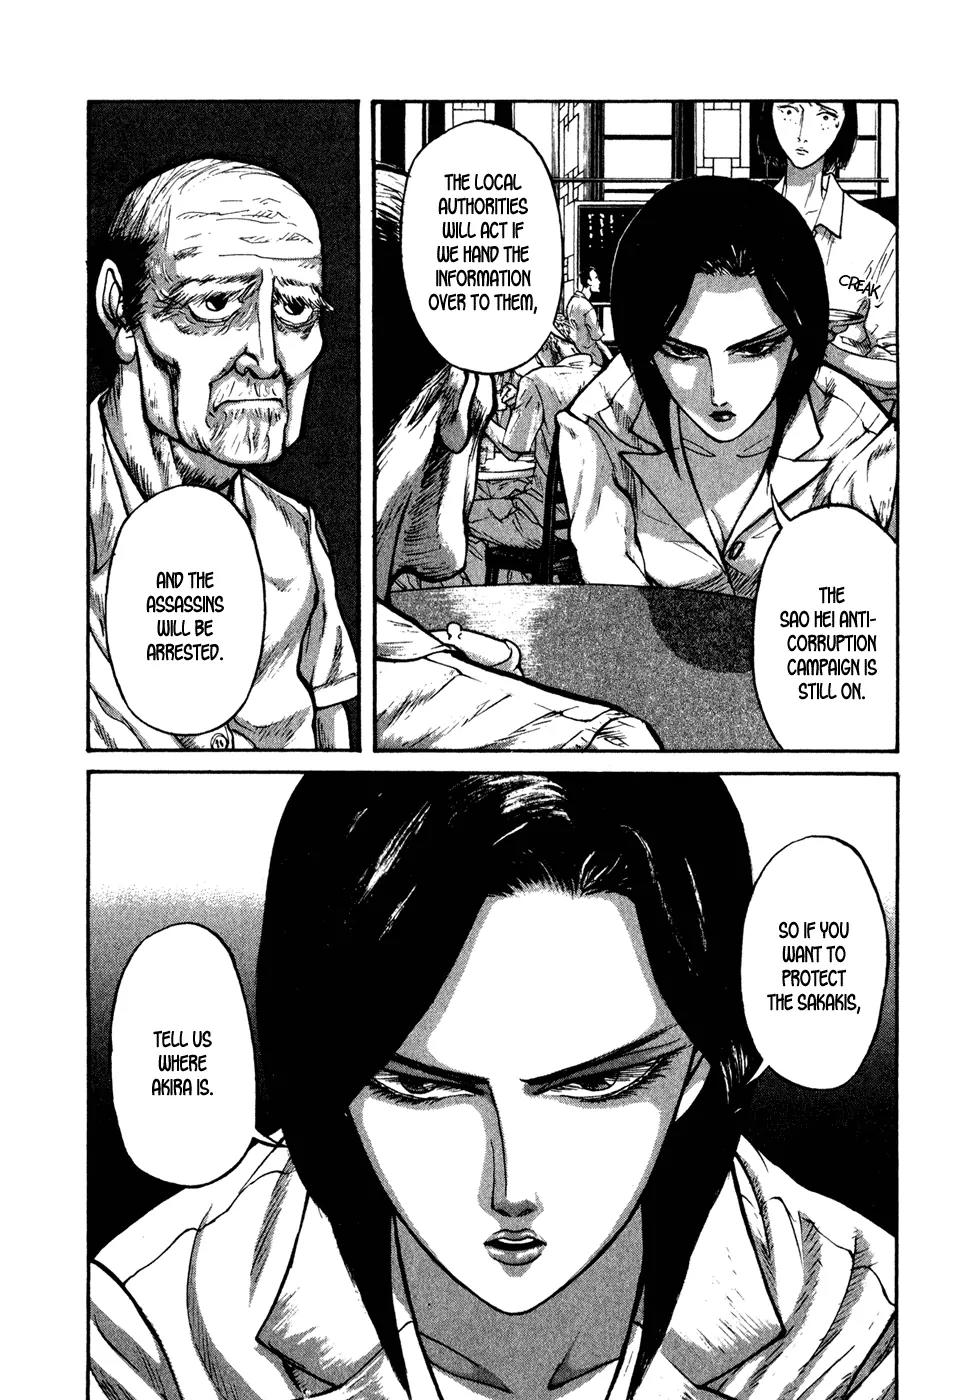 THE
SAO HEI ANTI-
CORRUPTION
CAMPAIGN IS
STILL ON.
CREAK
THE LOCAL
AUTHORITIES
WILL ACT IF
WE HAND THE
INFORMATION
OVER TO THEM,
AND THE
ASSASSINS
WILL BE
ARRESTED.
SO IF YOU
WANT TO
PROTECT
THE SAKAKIS,
TELL US
WHERE
AKIRA IS.